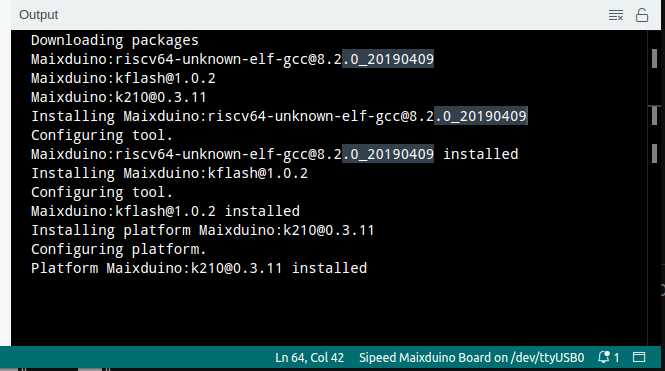 Output
Downloading packages
Maixduino:riscv64-unknown-elf-gcc@8.2.0_20190409
Maixduino:kflash@1.0.2
Maixduino:k210@0.3.11
Installing Maixduino:riscv64-unknown-elf-gcc@8.2.0_20190409
Configuring tool.
Maixduino:riscv64-unknown-elf-gcc@8.2.0_20190409 installed
Installing Maixduino:kflash@1.0.2
Configuring tool.
Maixduino:kflash@1.0.2 installed
Installing platform Maixduino:k210@0.3.11
Configuring platform.
Platform Maixduino:k210@0.3.11 installed
Ln 64, Col 42 Sipeed Maixduino Board on /dev/ttyUSB0 1